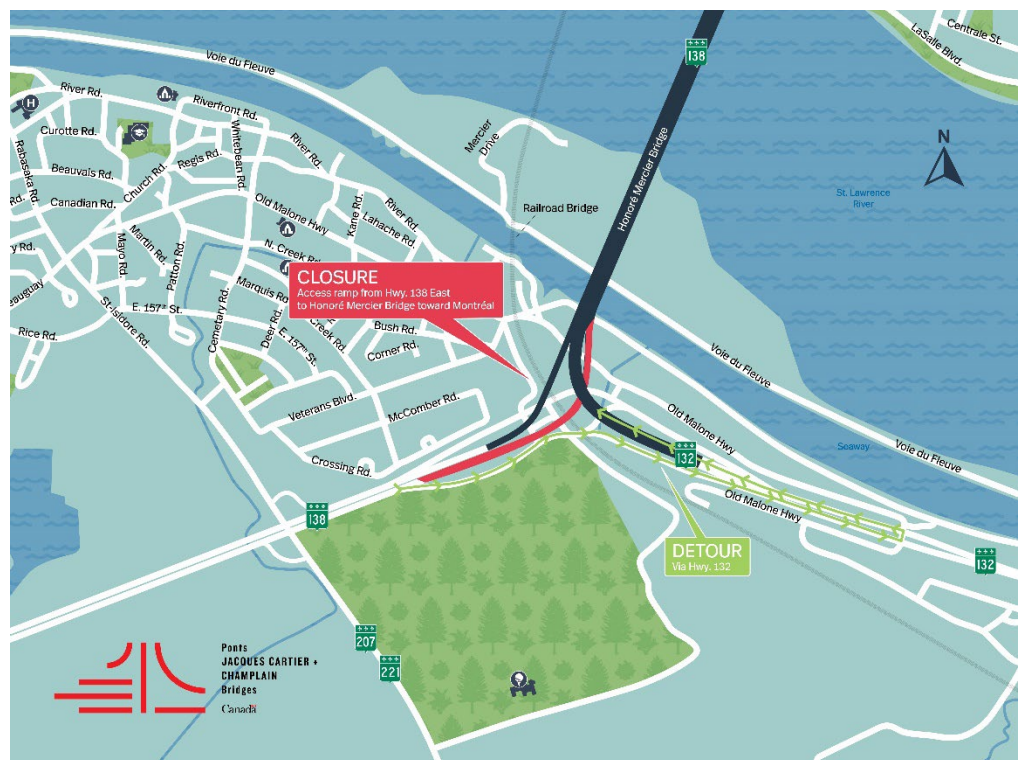 Centrale St.
LaSalle Blvd.
138
Voie du Fleuve
River Rd.
H
Riverfront Rd.
River Rd.
Curotte Rd.
Whitebean Rd.
Mercier
Drive
Honoré Mercier Bridge
N
Rabasaka Rd.
Regis Rd.
Church Rd.
Beauvais Rd.
Canadian Rd.
Rd.
Old Malone Hwy
Kane Rd.
River Rd.
Lahache Rd.
St. Lawrence
River
Railroad Bridge
Mayo Rd.
Martin Rd.
Patton Rd.
N. Creek Rd.
y Rd.
eauguay
CLOSURE
Access ramp from Hwy. 138 East
to Honoré Mercier Bridge toward Montréal
Marquis Rd.
St-Isidore Rd.
E. 157th St.
Cemetary Rd.
Deer Rd.
Creek Rd.
E. 157th St.
Bush Rd.
Corner Rd.
Rice Rd.
Voie du Fleuve
Veterans Blvd.
McComber Rd.
Old Malone Hwy
Seaway
Voie du Fleuve
132
Crossing Rd.
Old Malone Hwy
138
DETOUR
Via Hwy. 132
132
207
221
Ponts
JACQUES CARTIER +
CHAMPLAIN
Bridges
Canada